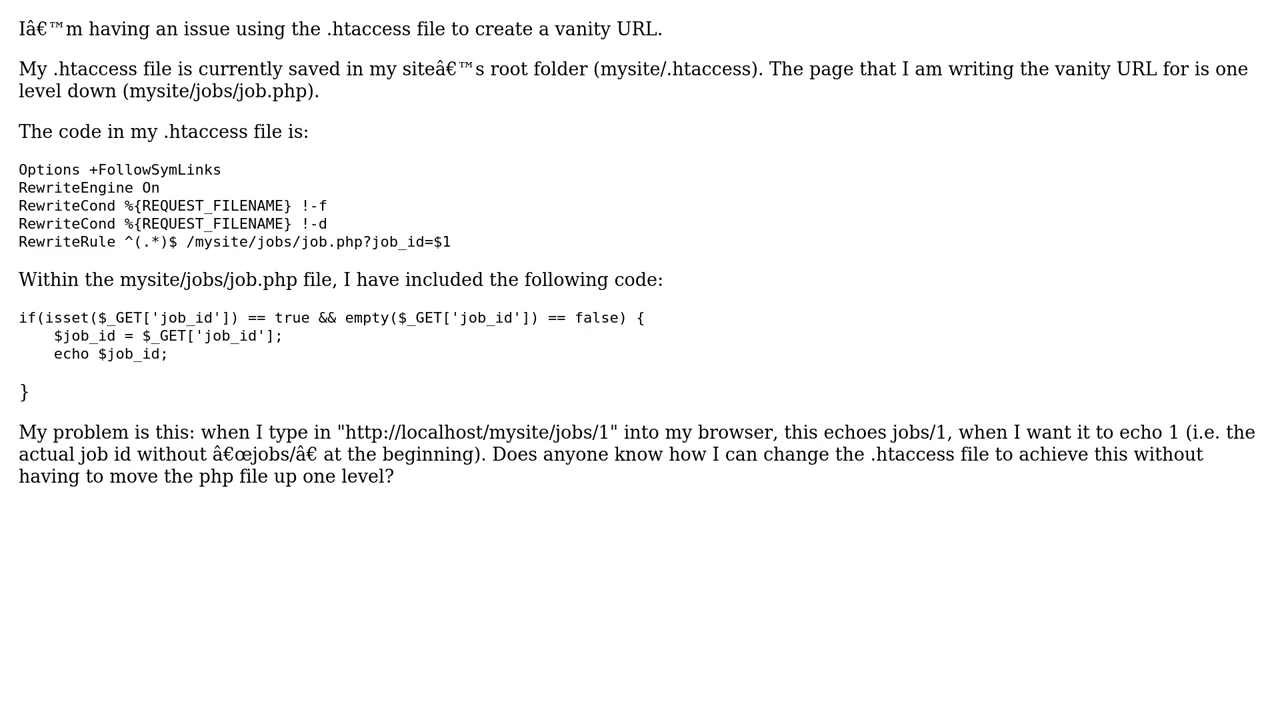 Iâ€™m having an issue using the .htaccess file to create a vanity URL.
My .htaccess file is currently saved in my siteâ€™s root folder (mysite/.htaccess). The page that I am writing the vanity URL for is one
level down (mysite/jobs/job.php).
The code in my .htaccess file is:
Options +FollowSymLinks
RewriteEngine On
RewriteCond %{REQUEST_FILENAME} !-f
RewriteCond %{REQUEST_FILENAME} !-d
RewriteRule ^(.*)$ /mysite/jobs/job.php?job_id=$1
Within the mysite/jobs/job.php file, I have included the following code:
if(isset($_GET['job_id']) == true && empty($_GET['job_id']) == false) {
    $job_id = $_GET['job_id'];
    echo $job_id;
}
My problem is this: when I type in "http://localhost/mysite/jobs/1" into my browser, this echoes jobs/1, when I want it to echo 1 (i.e. the
actual job id without â€œjobs/â€ at the beginning). Does anyone know how I can change the .htaccess file to achieve this without
having to move the php file up one level?